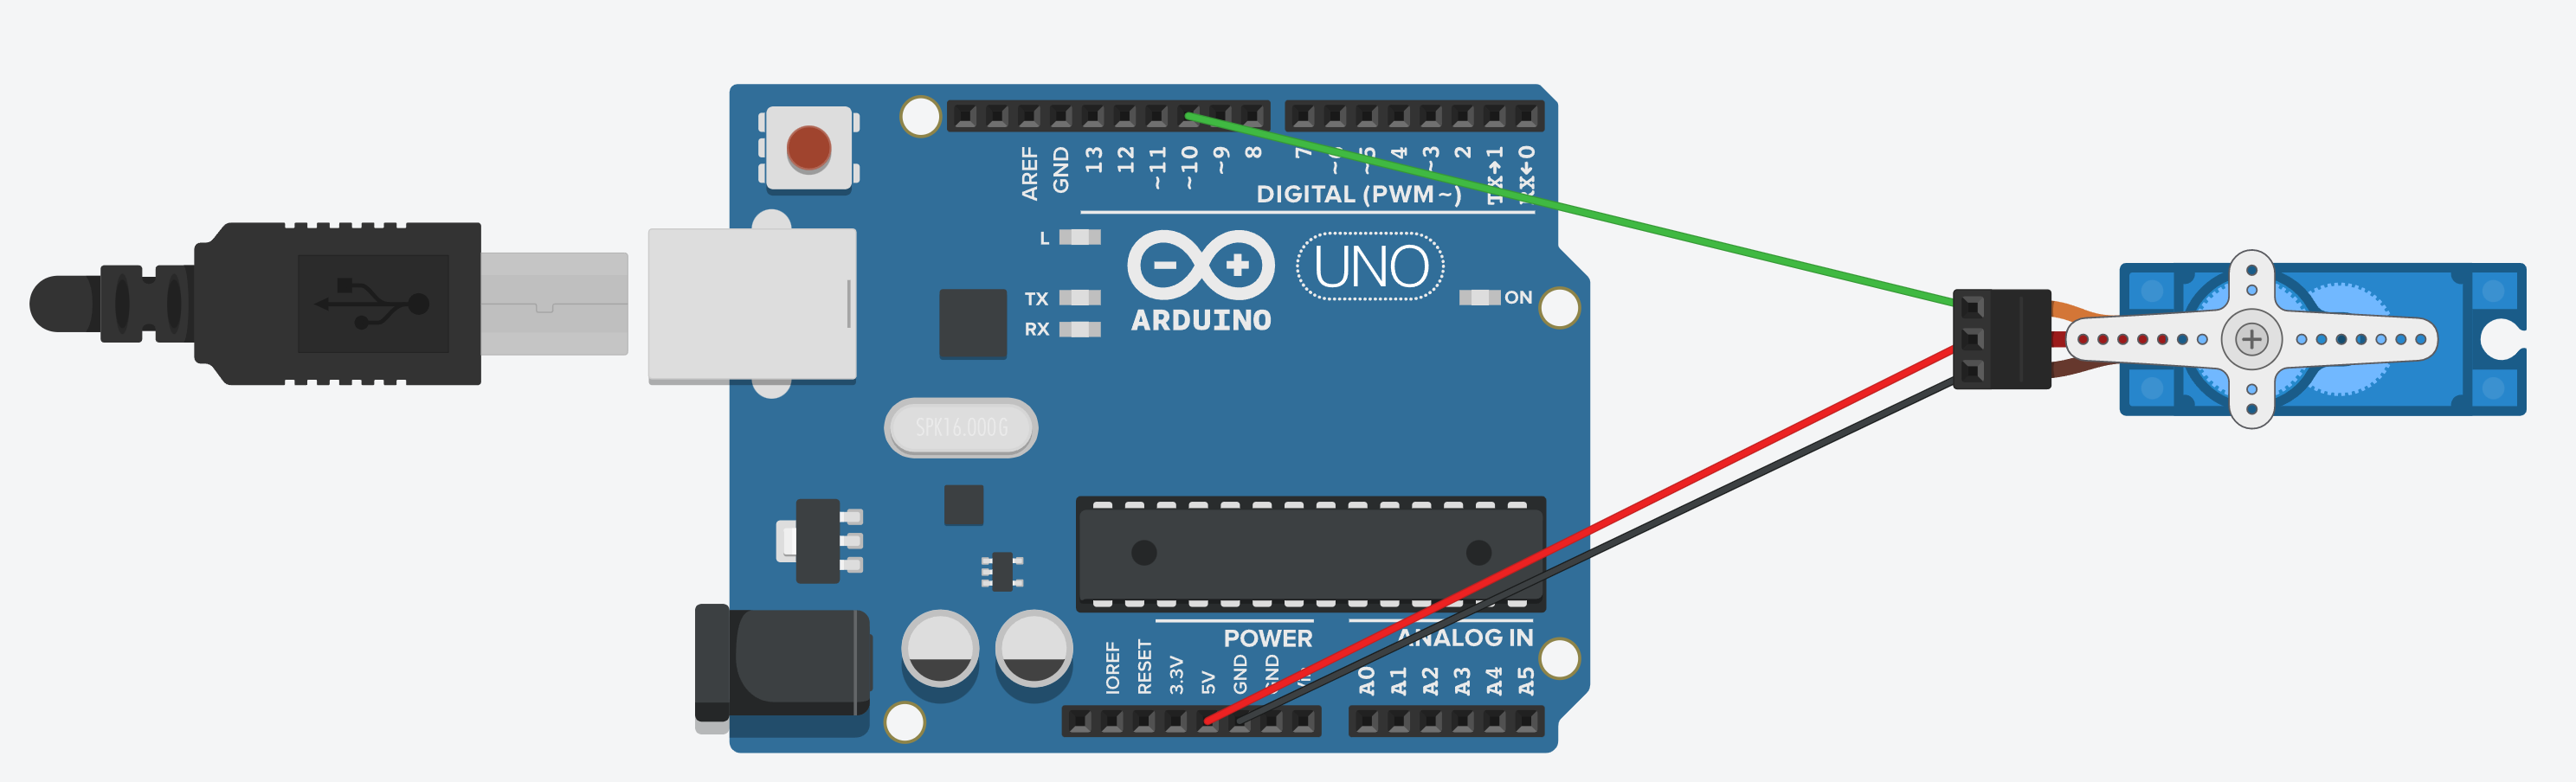 AREF
GND
13
12
~11
~10
~9
8
7
~5
4
~3
2
TX→1
RX←0
DIGITAL (PWM~)
L
TX
RX
ARDUINO
UNO
ON
SPK16.000G
POWER
ANALOG IN
IOREF
RESET
3.3V
5V
GND
GND
A0
A1
A2
A3
A4
A5